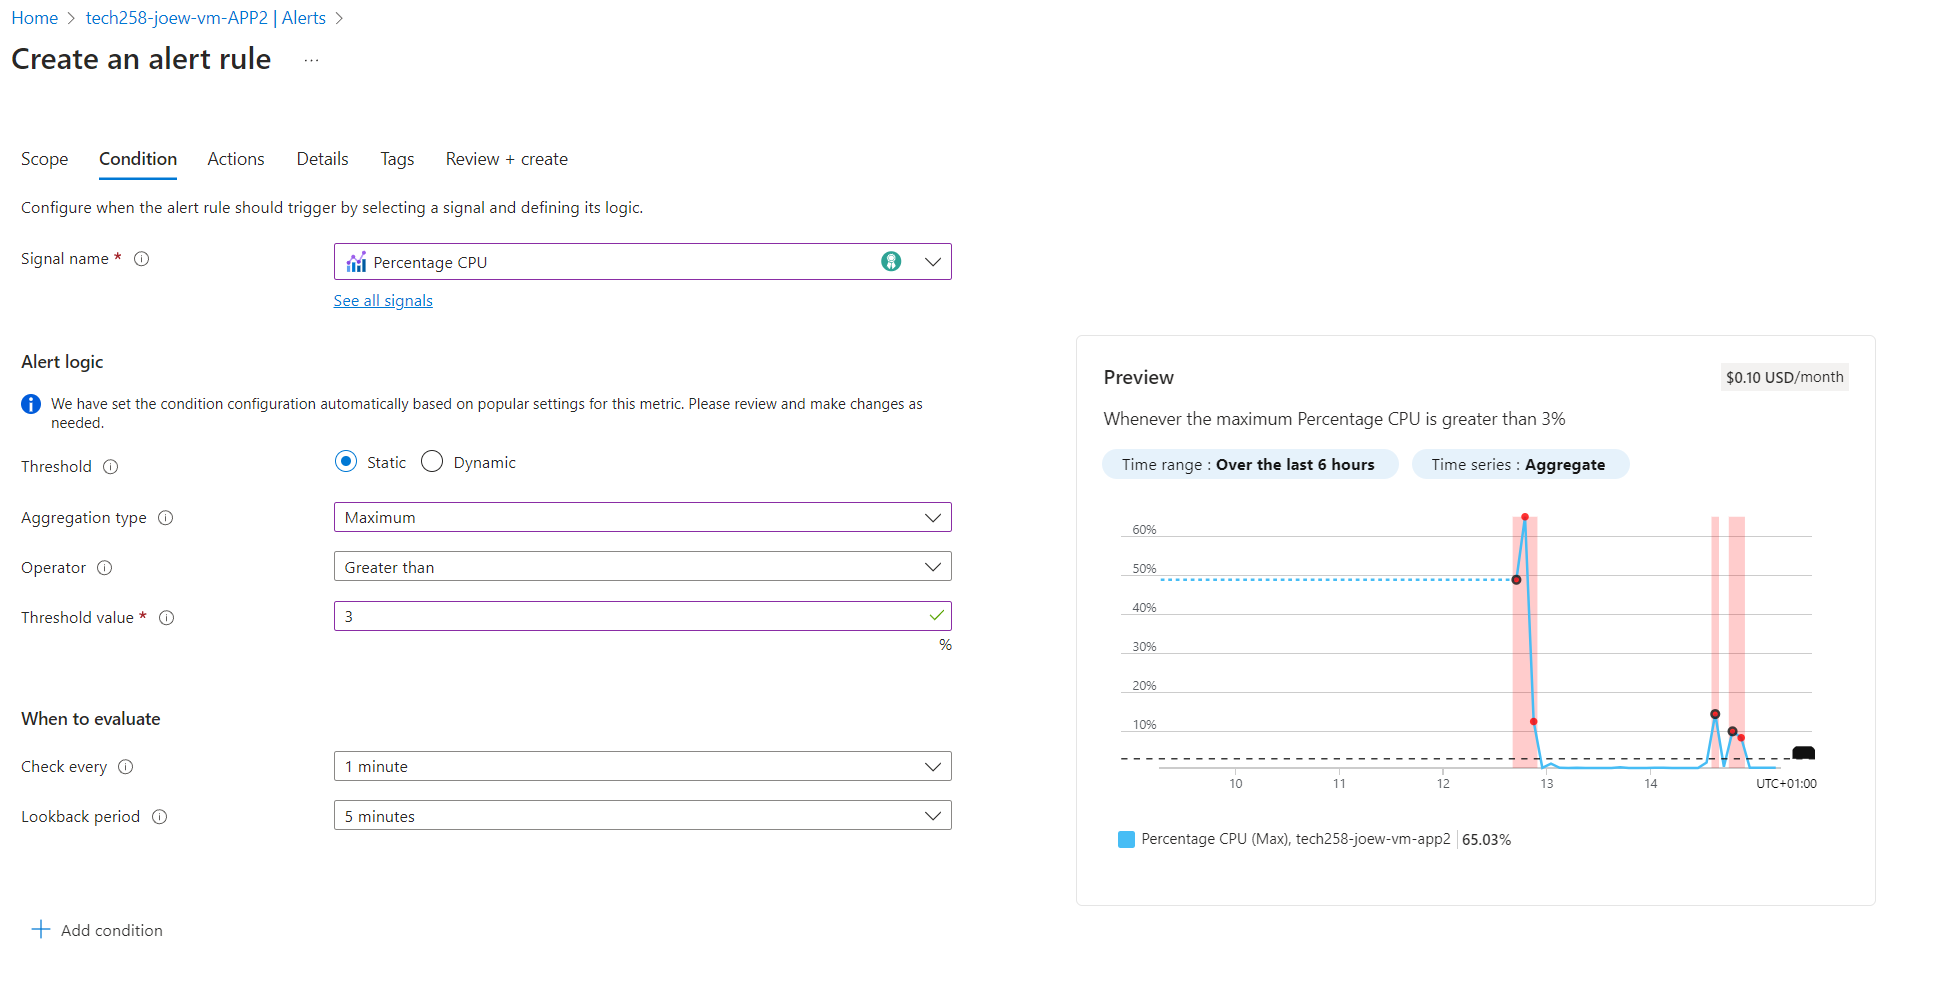 Home > tech258-joew-vm-APP2 | Alerts >
Create an alert rule ...
Scope Condition Actions Details Tags Review + create
Configure when the alert rule should trigger by selecting a signal and defining its logic.
Signal name *
Percentage CPU
See all signals
Alert logic
We have set the condition configuration automatically based on popular settings for this metric. Please review and make changes as
needed.
Threshold
Static Dynamic
Aggregation type
Maximum
Operator
Greater than
Threshold value *
3
%
When to evaluate
Check every
1 minute
Lookback period
5 minutes
Add condition
Preview
$0.10 USD/month
Whenever the maximum Percentage CPU is greater than 3%
Time range : Over the last 6 hours
Time series : Aggregate
60%
50%
40%
30%
20%
10%
10 11 12 13 14 UTC+01:00
Percentage CPU (Max), tech258-joew-vm-app2 | 65.03%